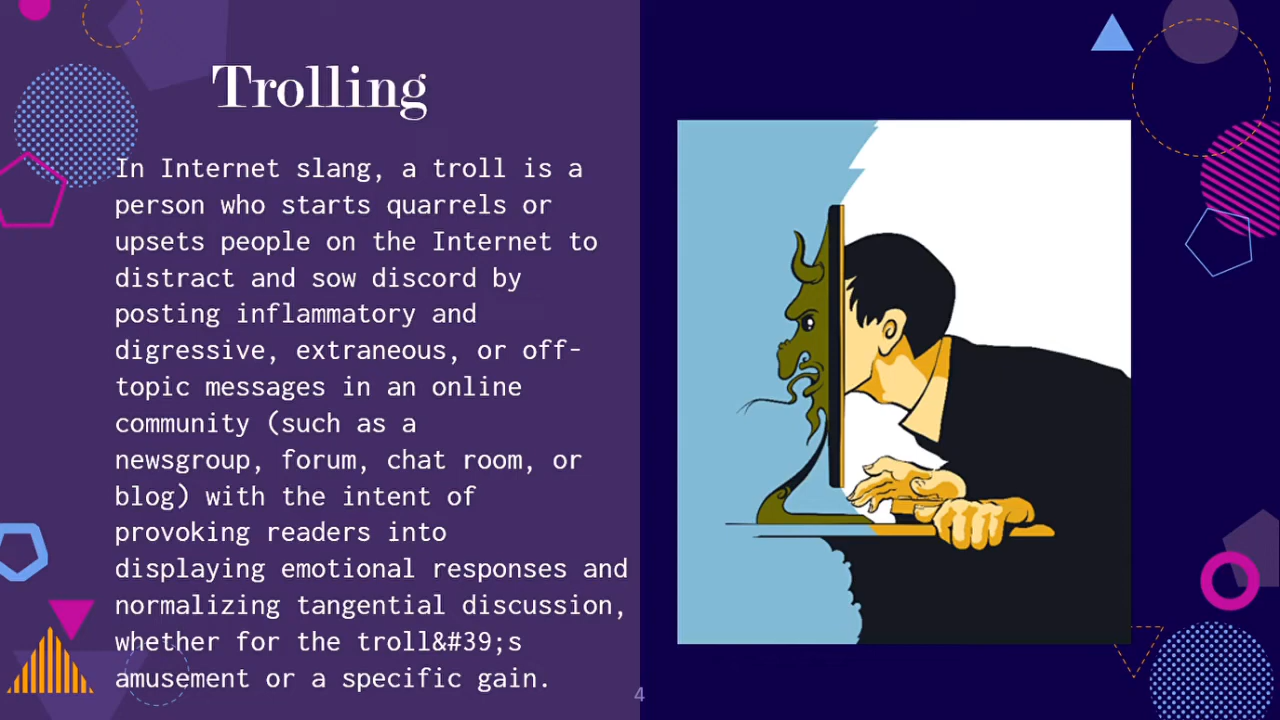 Trolling
In Internet slang, a troll is a
person who starts quarrels or
upsets people on the Internet to
distract and sow discord by
posting inflammatory and
digressive, extraneous, or off-
topic messages in an online
community (such as a
newsgroup, forum, chat room, or
blog) with the intent of
provoking readers into
displaying emotional responses and
normalizing tangential discussion,
whether for the troll&#39;s
amusement or a specific gain.
4